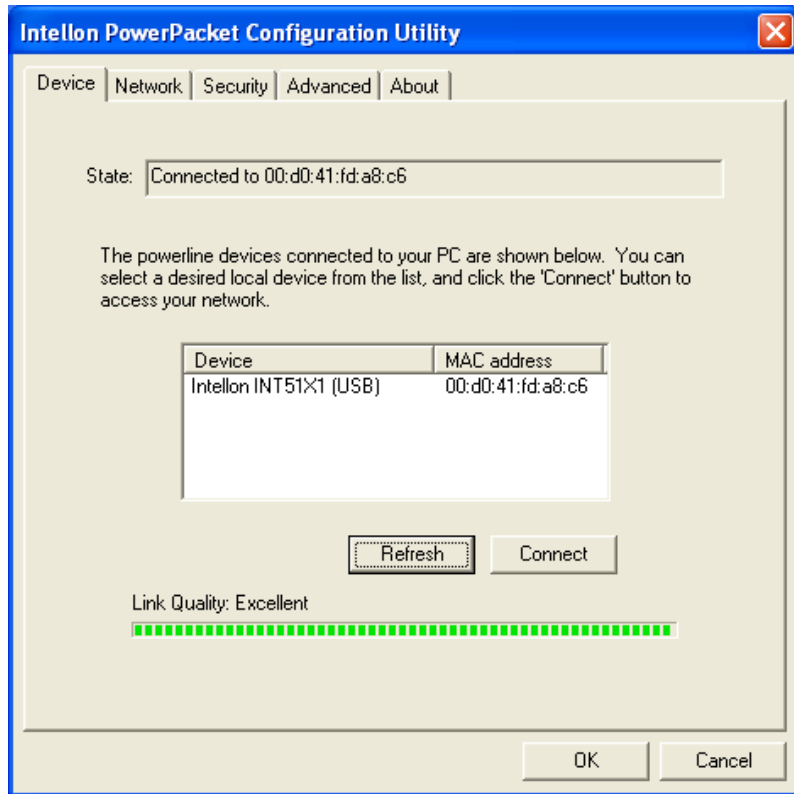 Intellon PowerPacket Configuration Utility
Device Network Security Advanced About
State: Connected to 00:d0:41:fd:a8:c6
The powerline devices connected to your PC are shown below. You can
select a desired local device from the list, and click the 'Connect' button to
access your network.
Device MAC address
Intellon INT51X1 (USB) 00:d0:41:fd:a8:c6
Refresh Connect
Link Quality: Excellent
OK Cancel